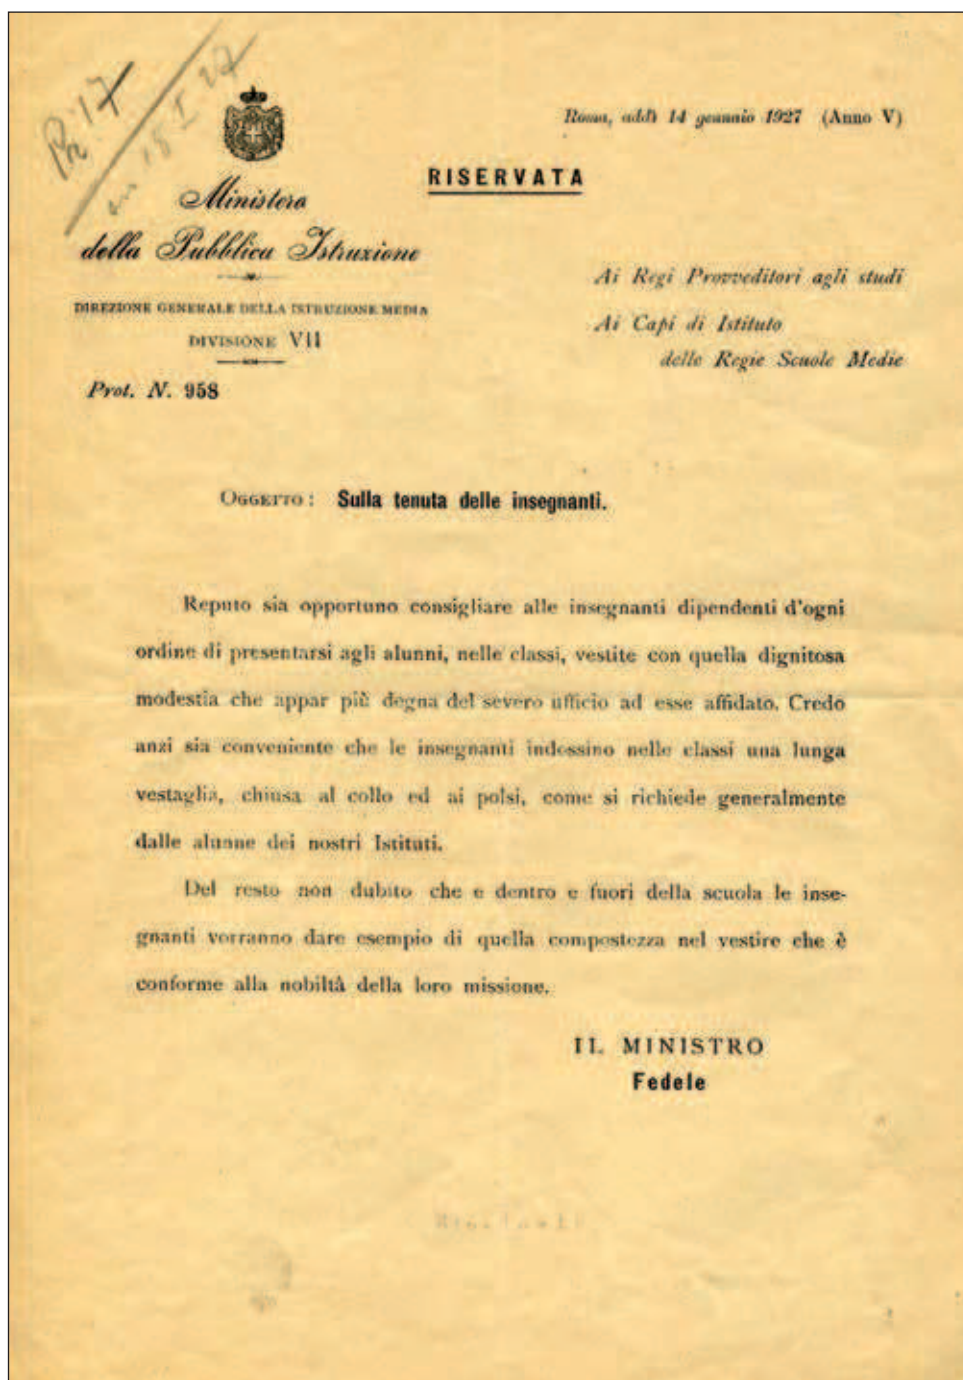 Pr. 17
18 I 27
Roma, addì 14 gennaio 1927 (Anno V)
RISERVATA
Ministero
della Pubblica Istruzione
DIREZIONE GENERALE DELLA ISTRUZIONE MEDIA
DIVISIONE VII
Prot. N. 958
Ai Regi Provveditori agli studi
Ai Capi di Istituto
delle Regie Scuole Medie
OGGETTO: Sulla tenuta delle insegnanti.
Reputo sia opportuno consigliare alle insegnanti dipendenti d'ogni
ordine di presentarsi agli alunni, nelle classi, vestite con quella dignitosa
modestia che appar più degna del severo ufficio ad esse affidato. Credo
anzi sia conveniente che le insegnanti indossino nelle classi una lunga
vestaglia, chiusa al collo ed ai polsi, come si richiede generalmente
dalle alunne dei nostri Istituti.
Del resto non dubito che e dentro e fuori della scuola le inse-
gnanti vorranno dare esempio di quella compostezza nel vestire che è
conforme alla nobiltà della loro missione.
IL MINISTRO
Fedele